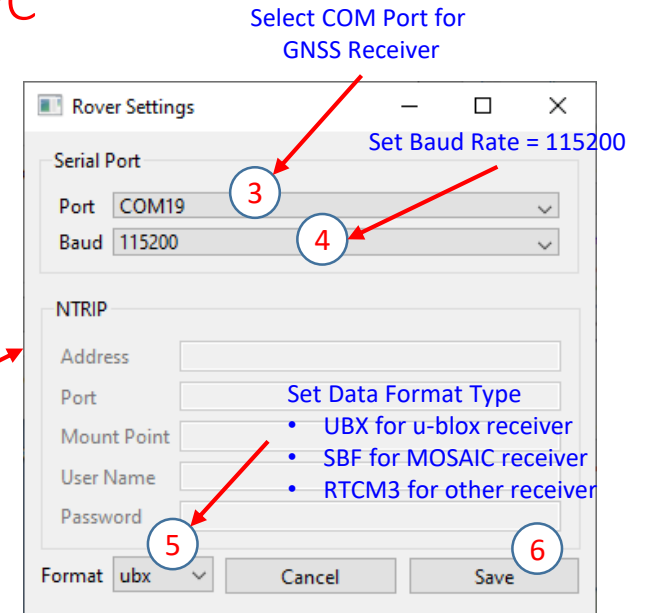 C
Select COM Port for
GNSS Receiver
Rover Settings
Set Baud Rate = 115200
Serial Port
Port COM19
3
Baud 115200
4
NTRIP
Address
Port
Set Data Format Type
• UBX for u-blox receiver
Mount Point
• SBF for MOSAIC receiver
User Name
• RTCM3 for other receiver
Password
5
6
Format ubx Cancel Save